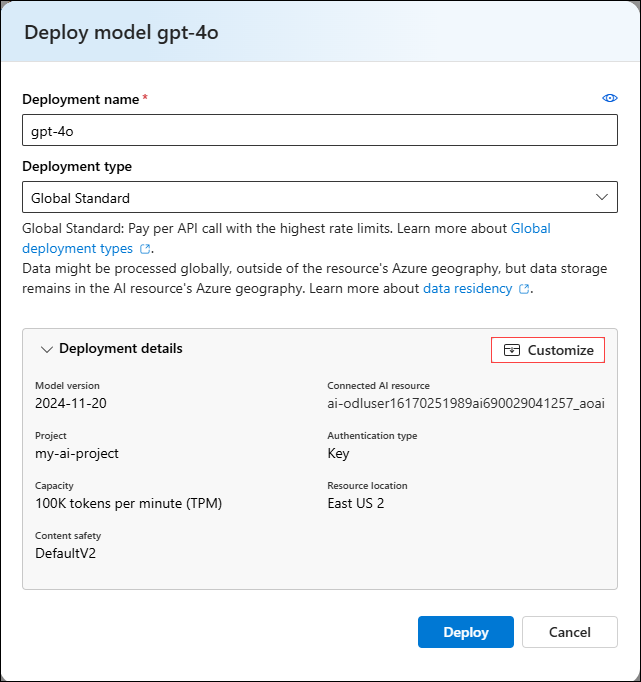 Deploy model gpt-4o
Deployment name *
gpt-4o
Deployment type
Global Standard
Global Standard: Pay per API call with the highest rate limits. Learn more about Global
deployment types.
Data might be processed globally, outside of the resource's Azure geography, but data storage
remains in the AI resource's Azure geography. Learn more about data residency.
Deployment details
Customize
Model version
2024-11-20
Connected AI resource
ai-odluser16170251989ai690029041257_aoai
Project
my-ai-project
Authentication type
Key
Capacity
100K tokens per minute (TPM)
Resource location
East US 2
Content safety
DefaultV2
Deploy
Cancel